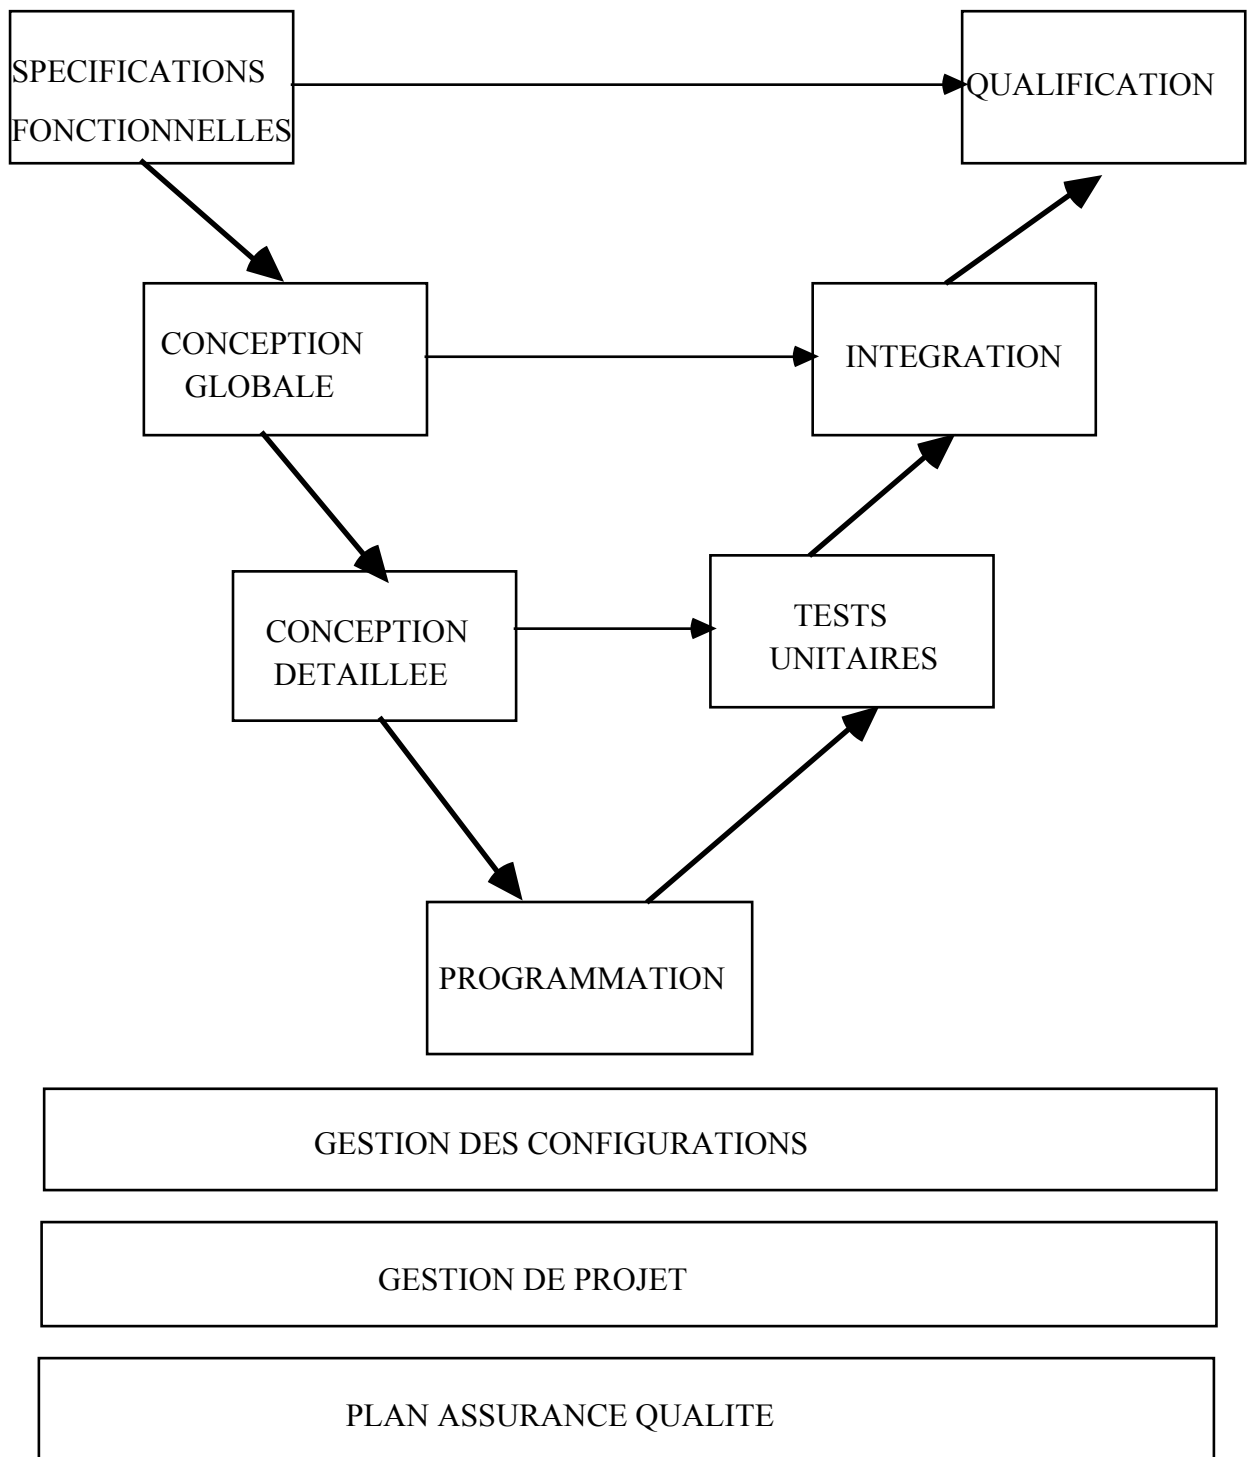 SPECIFICATIONS
FONCTIONNELLES
QUALIFICATION
CONCEPTION
GLOBALE
INTEGRATION
CONCEPTION
DETAILLEE
TESTS
UNITAIRES
PROGRAMMATION
GESTION DES CONFIGURATIONS
GESTION DE PROJET
PLAN ASSURANCE QUALITE